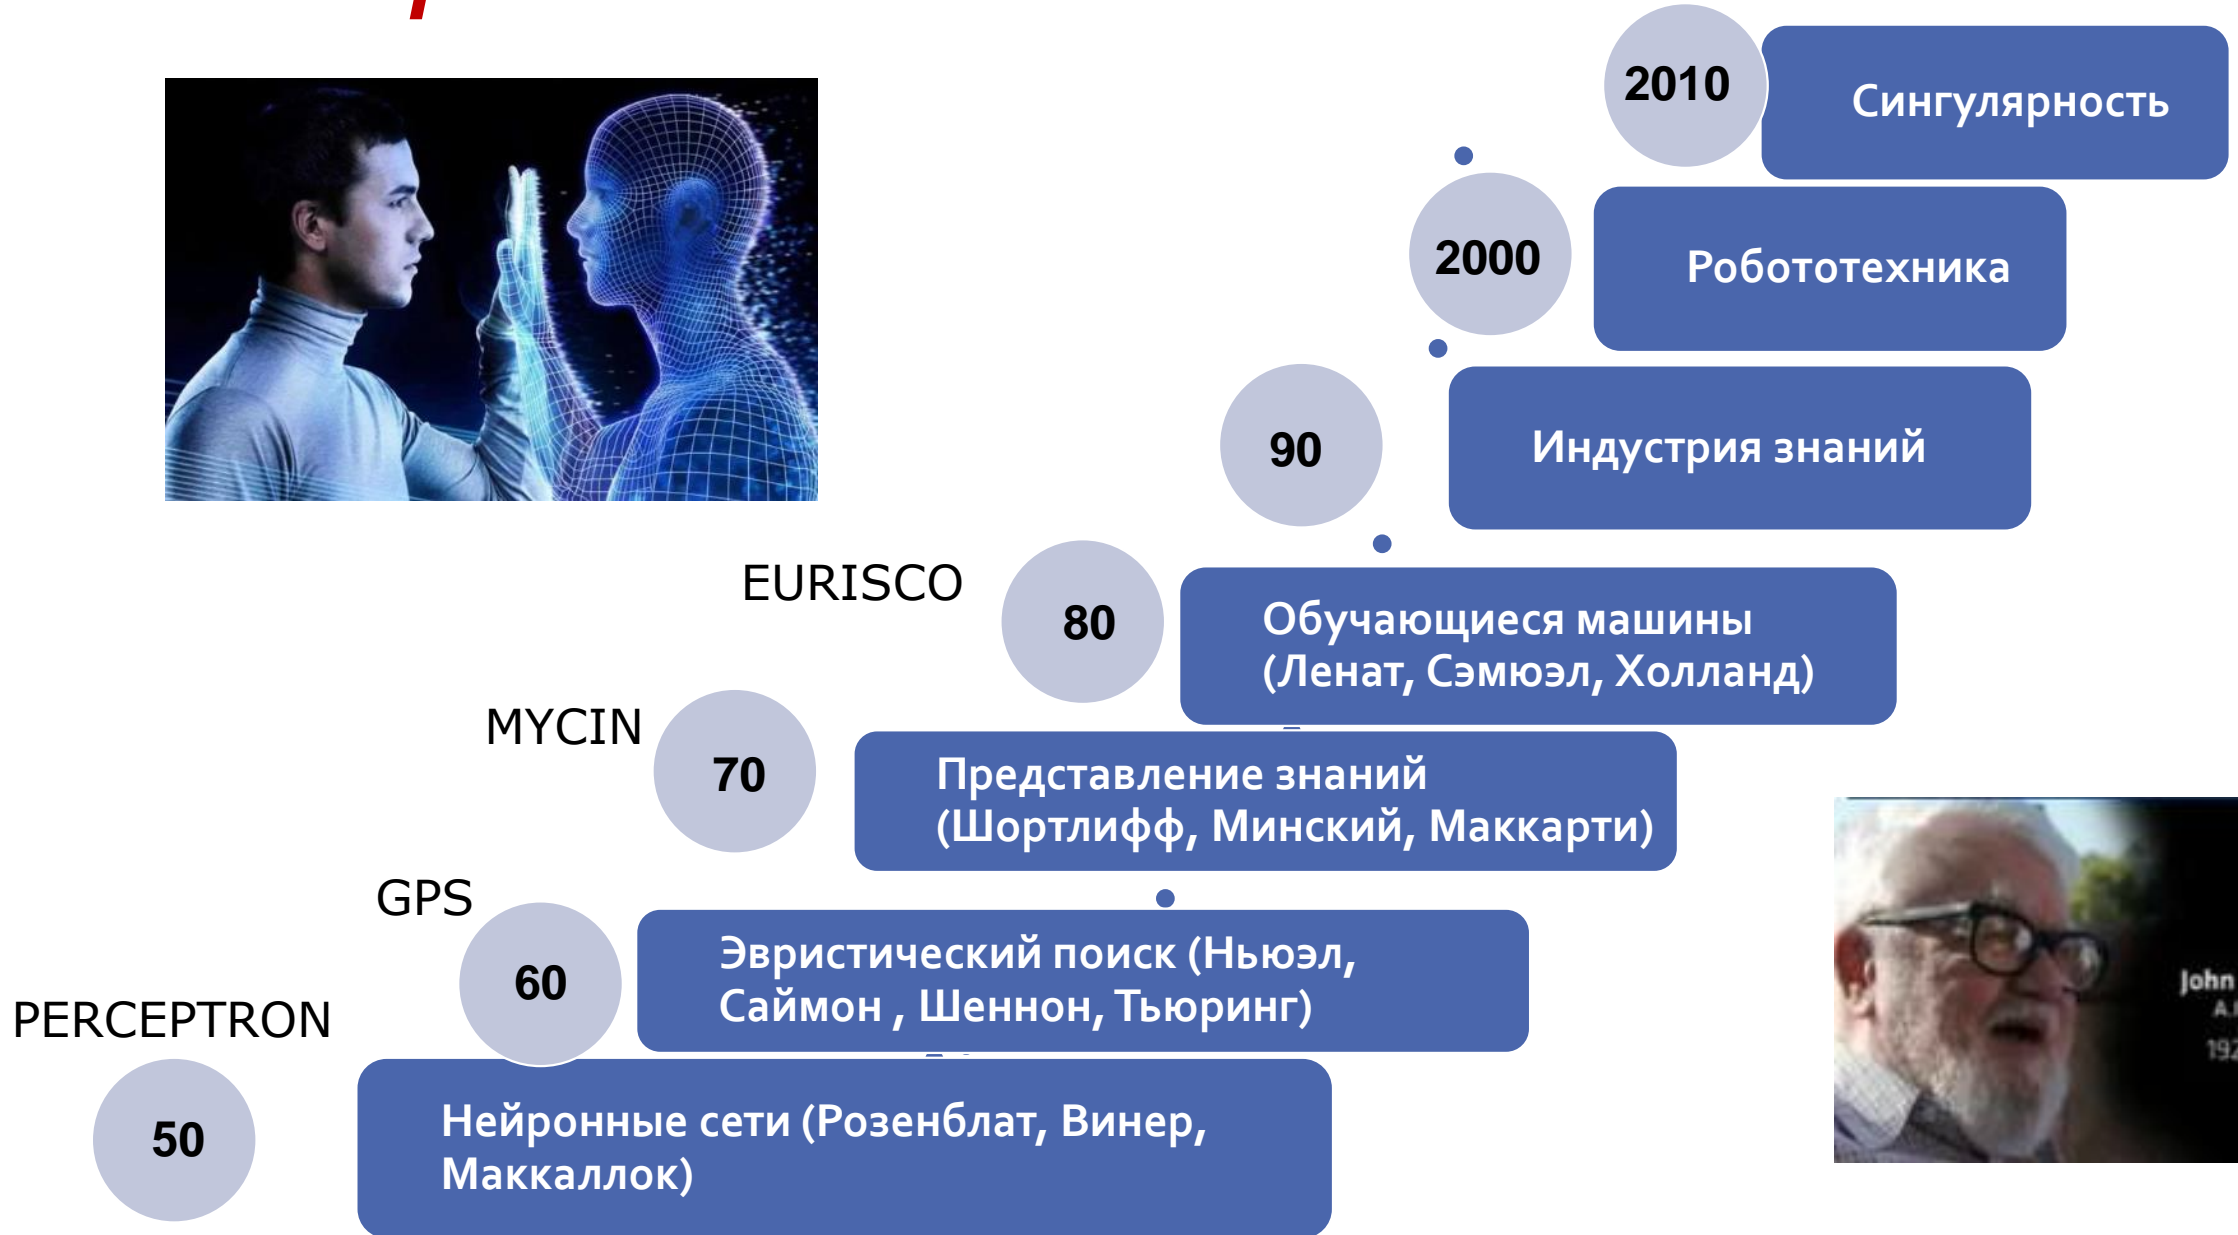 2010
Сингулярность
2000
Робототехника
90
Индустрия знаний
EURISCO
80
Обучающиеся машины
(Ленат, Сэмюэл, Холланд)
MYCIN
70
Представление знаний
(Шортлифф, Минский, Маккарти)
GPS
60
Эвристический поиск (Ньюэл,
Саймон , Шеннон, Тьюринг)
PERCEPTRON
50
Нейронные сети (Розенблат, Винер,
Маккаллок)
John